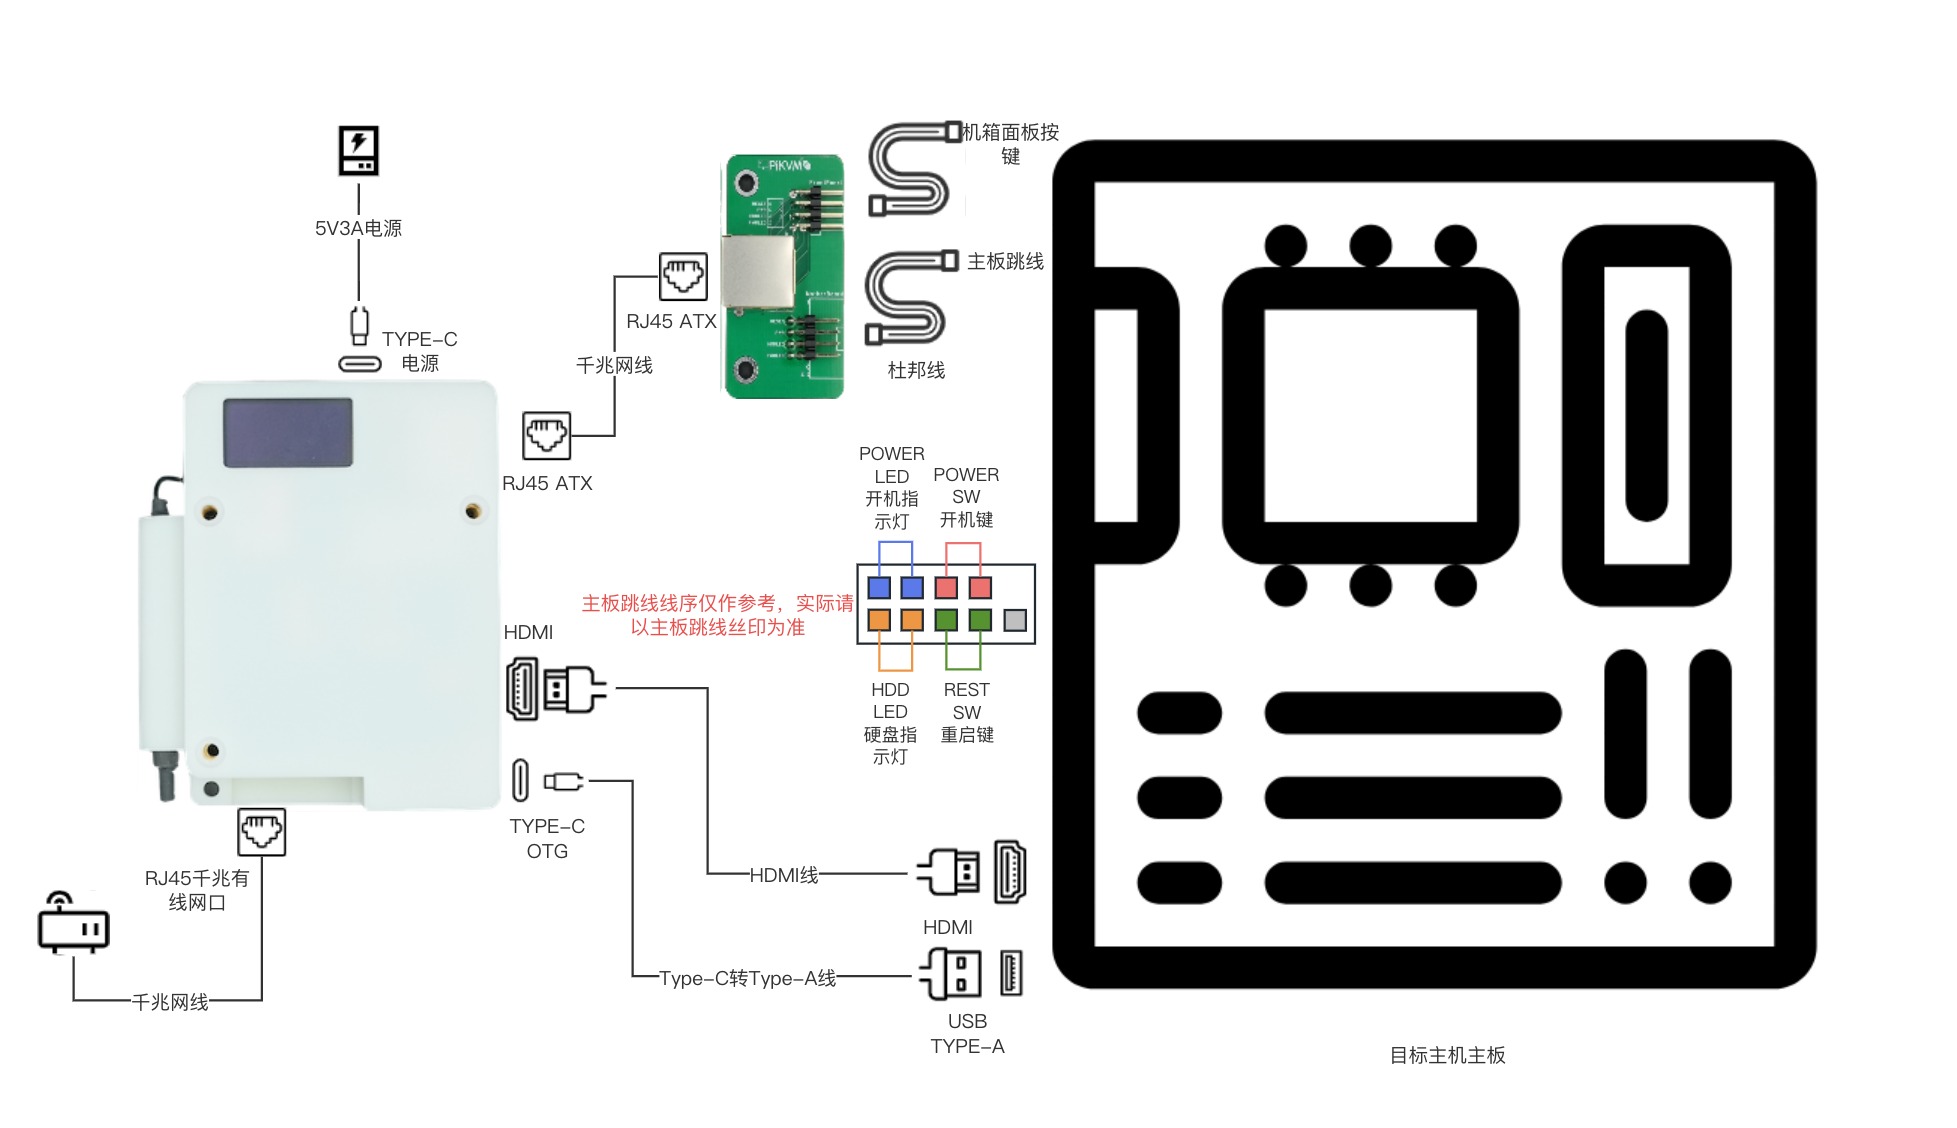 机箱面板按
键
5V3A电源
TYPE-C
电源
PiKVM
主板跳线
RJ45 ATX
千兆网线
杜邦线
RJ45 ATX
POWER
LED
开机指
示灯
POWER
SW
开机键
主板跳线线序仅作参考，实际请
以主板跳线丝印为准
HDMI
HDD
LED
硬盘指
示灯
REST
SW
重启键
TYPE-C
OTG
RJ45千兆有
线网口
HDMI线
HDMI
千兆网线
Type-C转Type-A线
USB
TYPE-A
目标主机主板